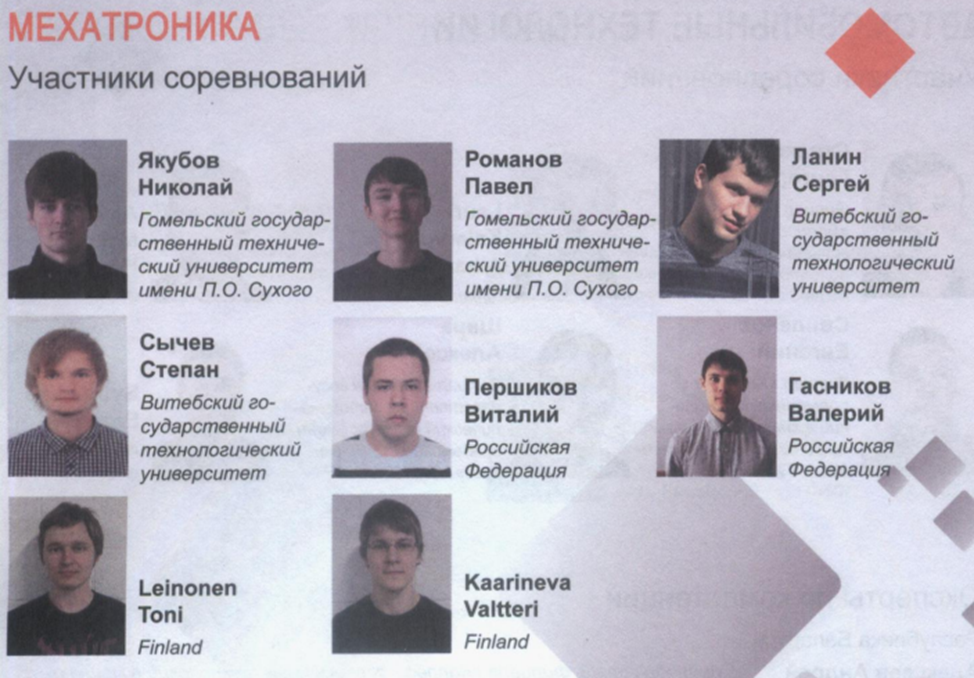 МЕХАТРОНИКА
Участники соревнований
Якубов
Николай
Гомельский государ-
ственный техниче-
ский университет
имени П.О. Сухого
Романов
Павел
Гомельский государ-
ственный техниче-
ский университет
имени П.О. Сухого
Ланин
Сергей
Витебский го-
сударственный
технологический
университет
Сычев
Степан
Витебский го-
сударственный
технологический
университет
Першиков
Виталий
Российская
Федерация
Гасников
Валерий
Российская
Федерация
Leinonen
Toni
Finland
Kaarineva
Valtteri
Finland